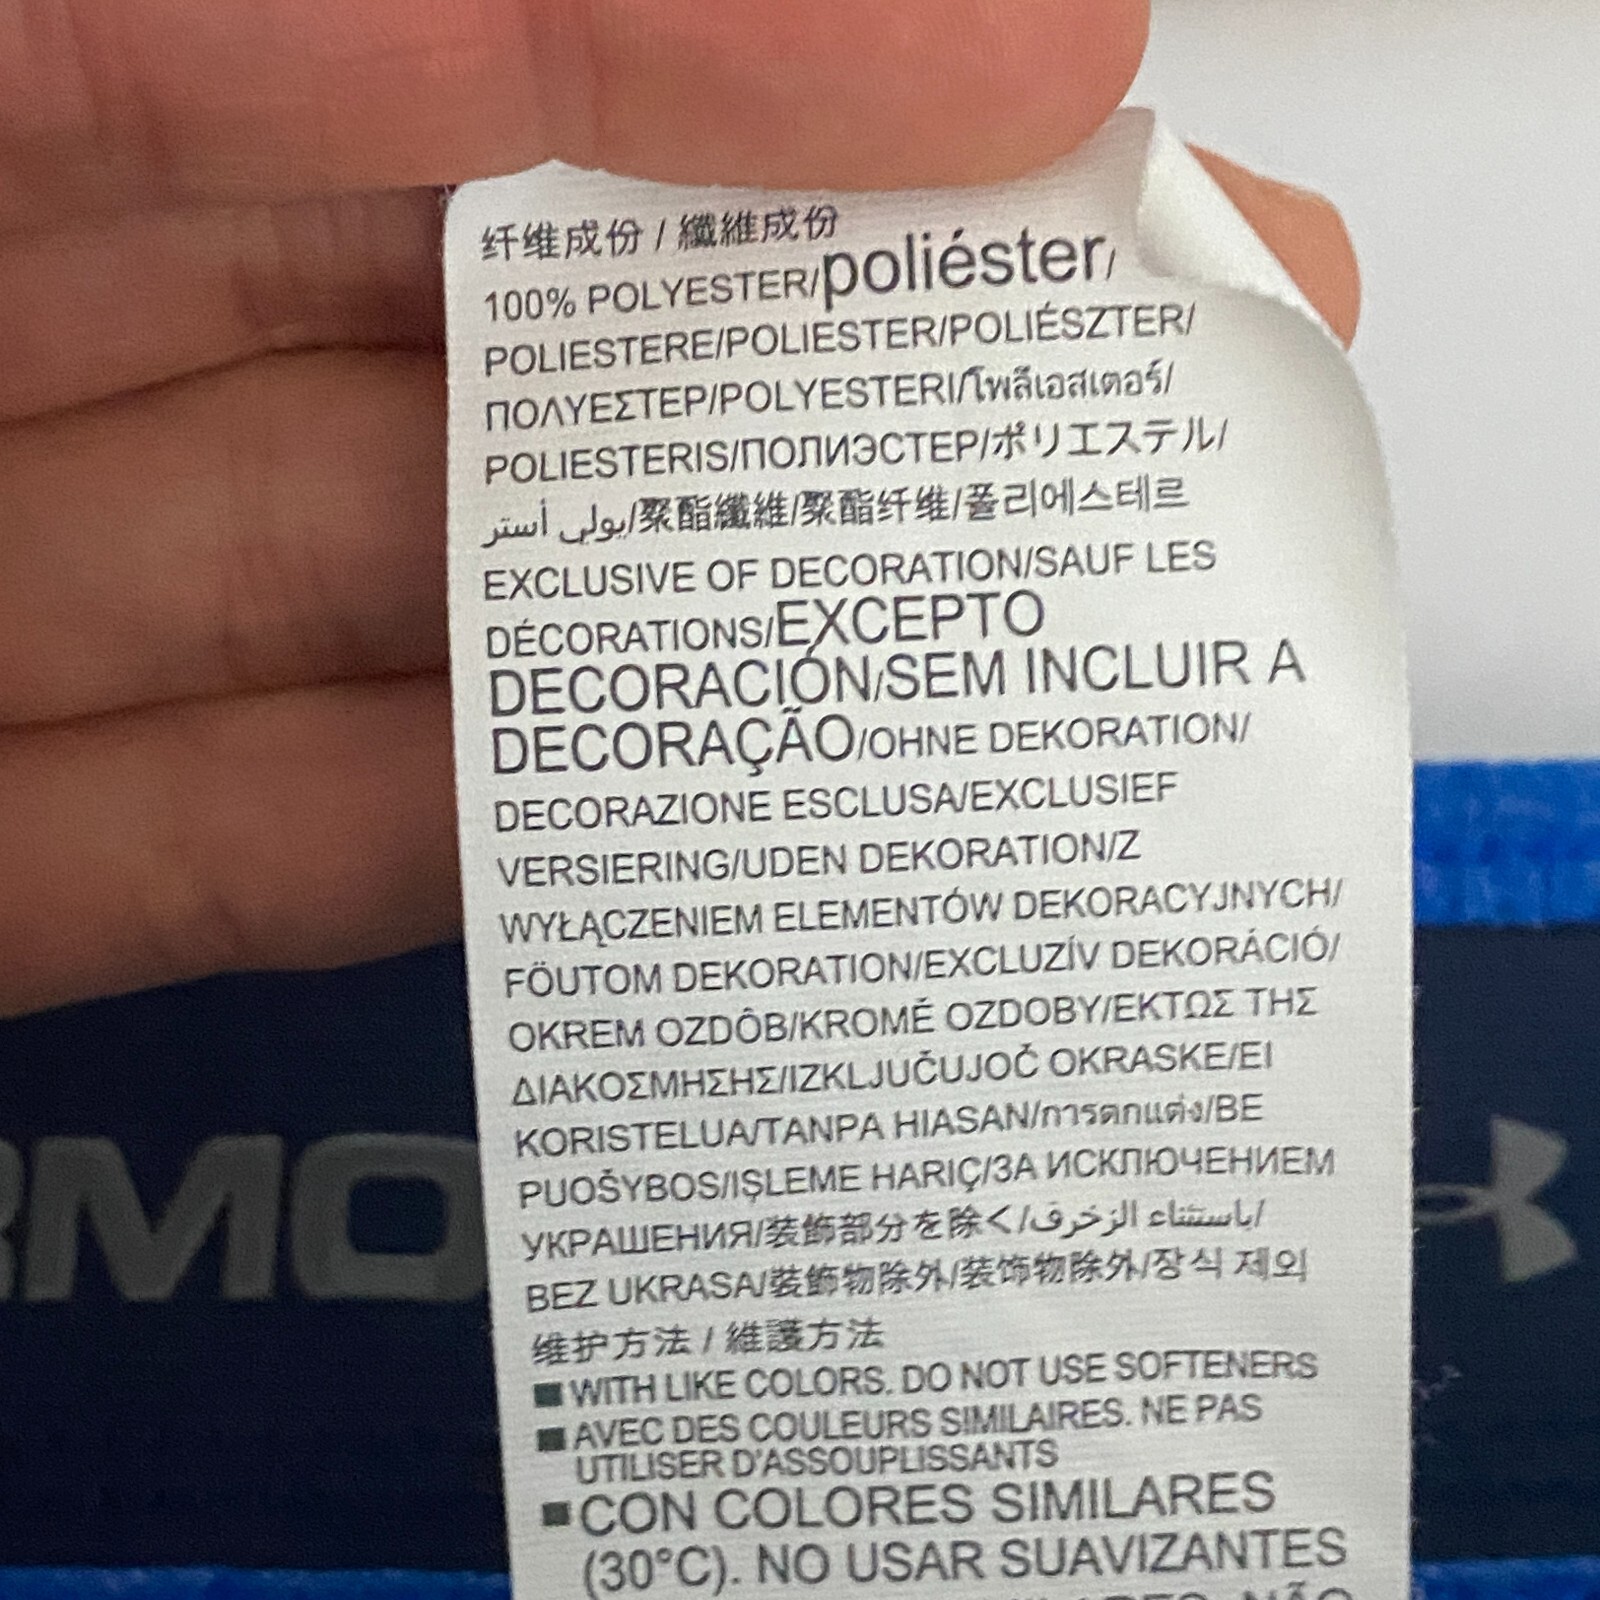 纤维成份 / 纖維成份
100% POLYESTER/poliéster/
POLIESTERE/POLIESTER/POLIÉSZTER/
ΠΟΛΥΕΣΤΕΡ/POLYESTERI/โพลีเอสเตอร์/
POLIESTERIS/ПОЛИЭСТЕР/ポリエステル/
بولي أستر/聚酯纖維/聚酯纤维/폴리에스테르
EXCLUSIVE OF DECORATION/SAUF LES
DÉCORATIONS/EXCEPTO
DECORACIÓN/SEM INCLUIR A
DECORAÇÃO/OHNE DEKORATION/
DECORAZIONE ESCLUSA/EXCLUSIEF
VERSIERING/UDEN DEKORATION/Z
WYŁĄCZENIEM ELEMENTÓW DEKORACYJNYCH/
FÖUTOM DEKORATION/EXCLUZÍV DEKORÁCIÓ/
OKREM OZDÔB/KROMĚ OZDOBY/ΕΚΤΩΣ ΤΗΣ
ΔΙΑΚΟΣΜΗΣΗΣ/IZKLJUČUJOČ OKRASKE/EI
KORISTELUA/TANPA HIASAN/การตกแต่ง/BE
PUOŠYBOS/IŞLEME HARIÇ/ЗА ИСКЛЮЧЕНИЕМ
УКРАШЕНИЯ/装飾部分を除く/باستثناء الزخرف/
BEZ UKRASA/裝飾物除外/装饰物除外/장식 제외
维护方法 / 維護方法
■ WITH LIKE COLORS. DO NOT USE SOFTENERS
■ AVEC DES COULEURS SIMILAIRES. NE PAS
UTILISER D'ASSOUPLISSANTS
■ CON COLORES SIMILARES
(30°C). NO USAR SUAVIZANTES